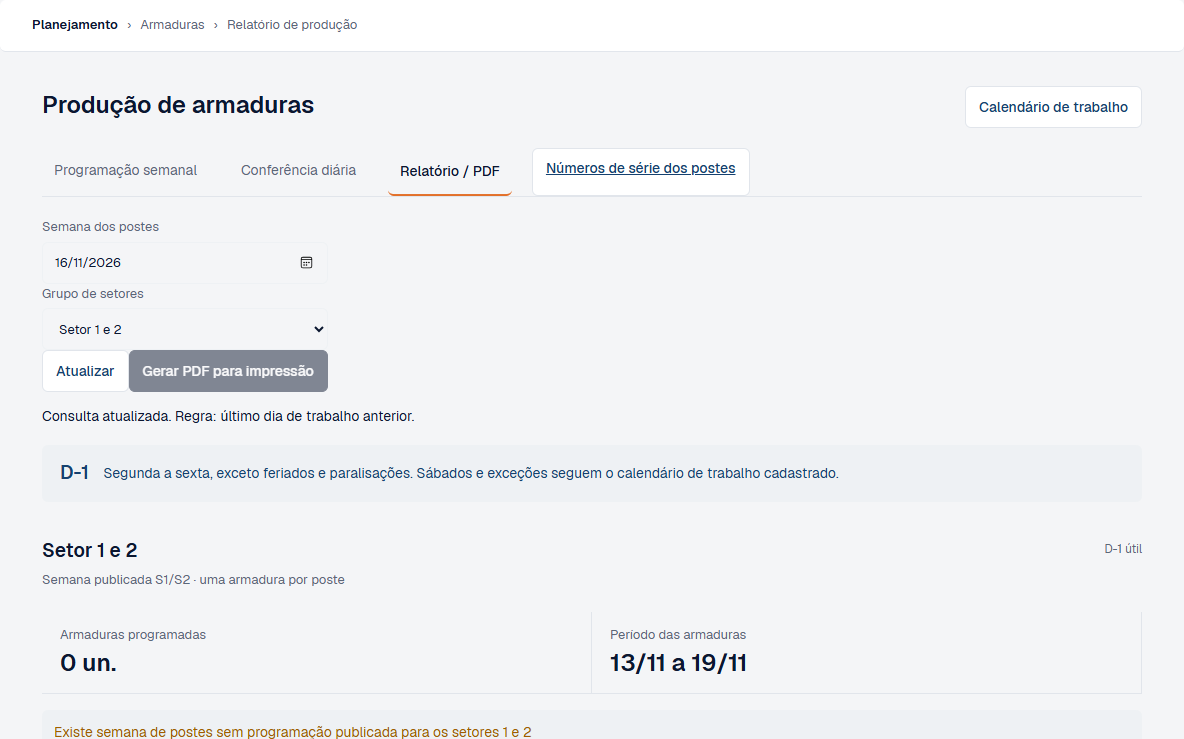 Planejamento › Armaduras › Relatório de produção
Produção de armaduras
Calendário de trabalho
Programação semanal
Conferência diária
Relatório / PDF
Números de série dos postes
Semana dos postes
16/11/2026
Grupo de setores
Setor 1 e 2
Atualizar
Gerar PDF para impressão
Consulta atualizada. Regra: último dia de trabalho anterior.
D-1 Segunda a sexta, exceto feriados e paralisações. Sábados e exceções seguem o calendário de trabalho cadastrado.
Setor 1 e 2
D-1 útil
Semana publicada S1/S2 · uma armadura por poste
Armaduras programadas
0 un.
Período das armaduras
13/11 a 19/11
Existe semana de postes sem programação publicada para os setores 1 e 2